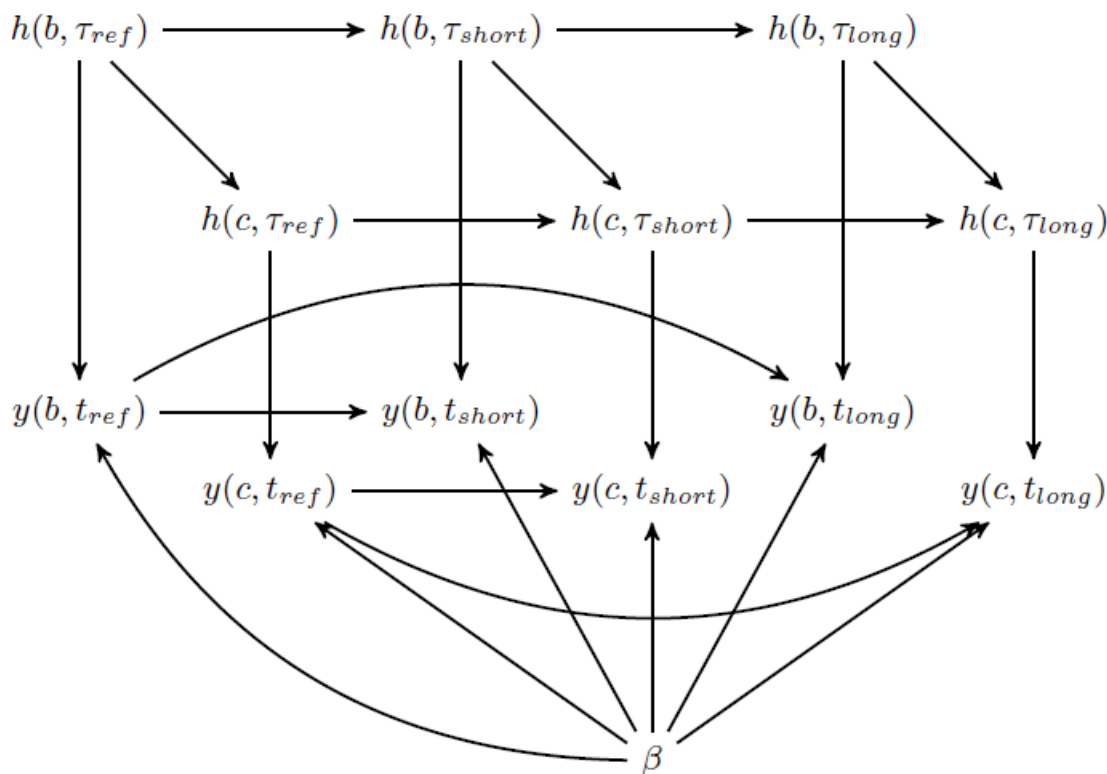 h(b, τ_ref) h(b, τ_short) h(b, τ_long)
h(c, τ_ref) h(c, τ_short) h(c, τ_long)
y(b, t_ref) y(b, t_short) y(b, t_long)
y(c, t_ref) y(c, t_short) y(c, t_long)
β